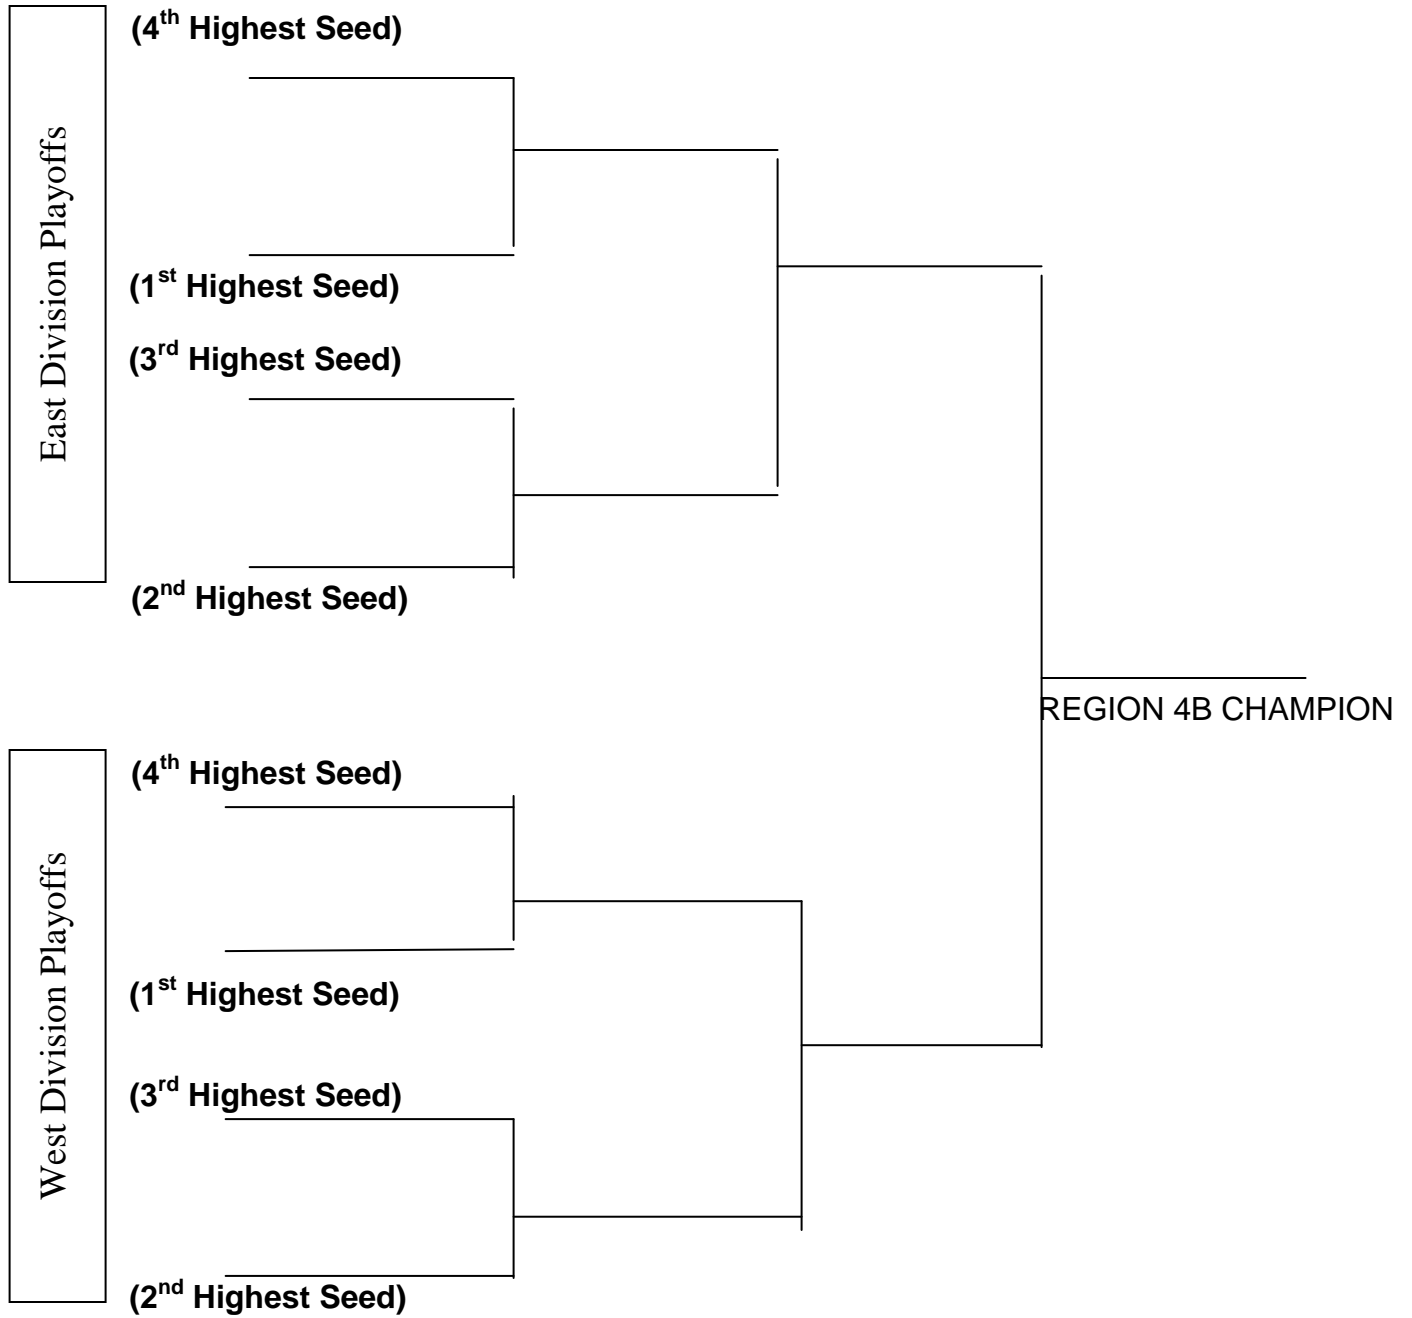 (4th Highest Seed)
East Division Playoffs
(1st Highest Seed)
(3rd Highest Seed)
(2nd Highest Seed)
REGION 4B CHAMPION
(4th Highest Seed)
West Division Playoffs
(1st Highest Seed)
(3rd Highest Seed)
(2nd Highest Seed)